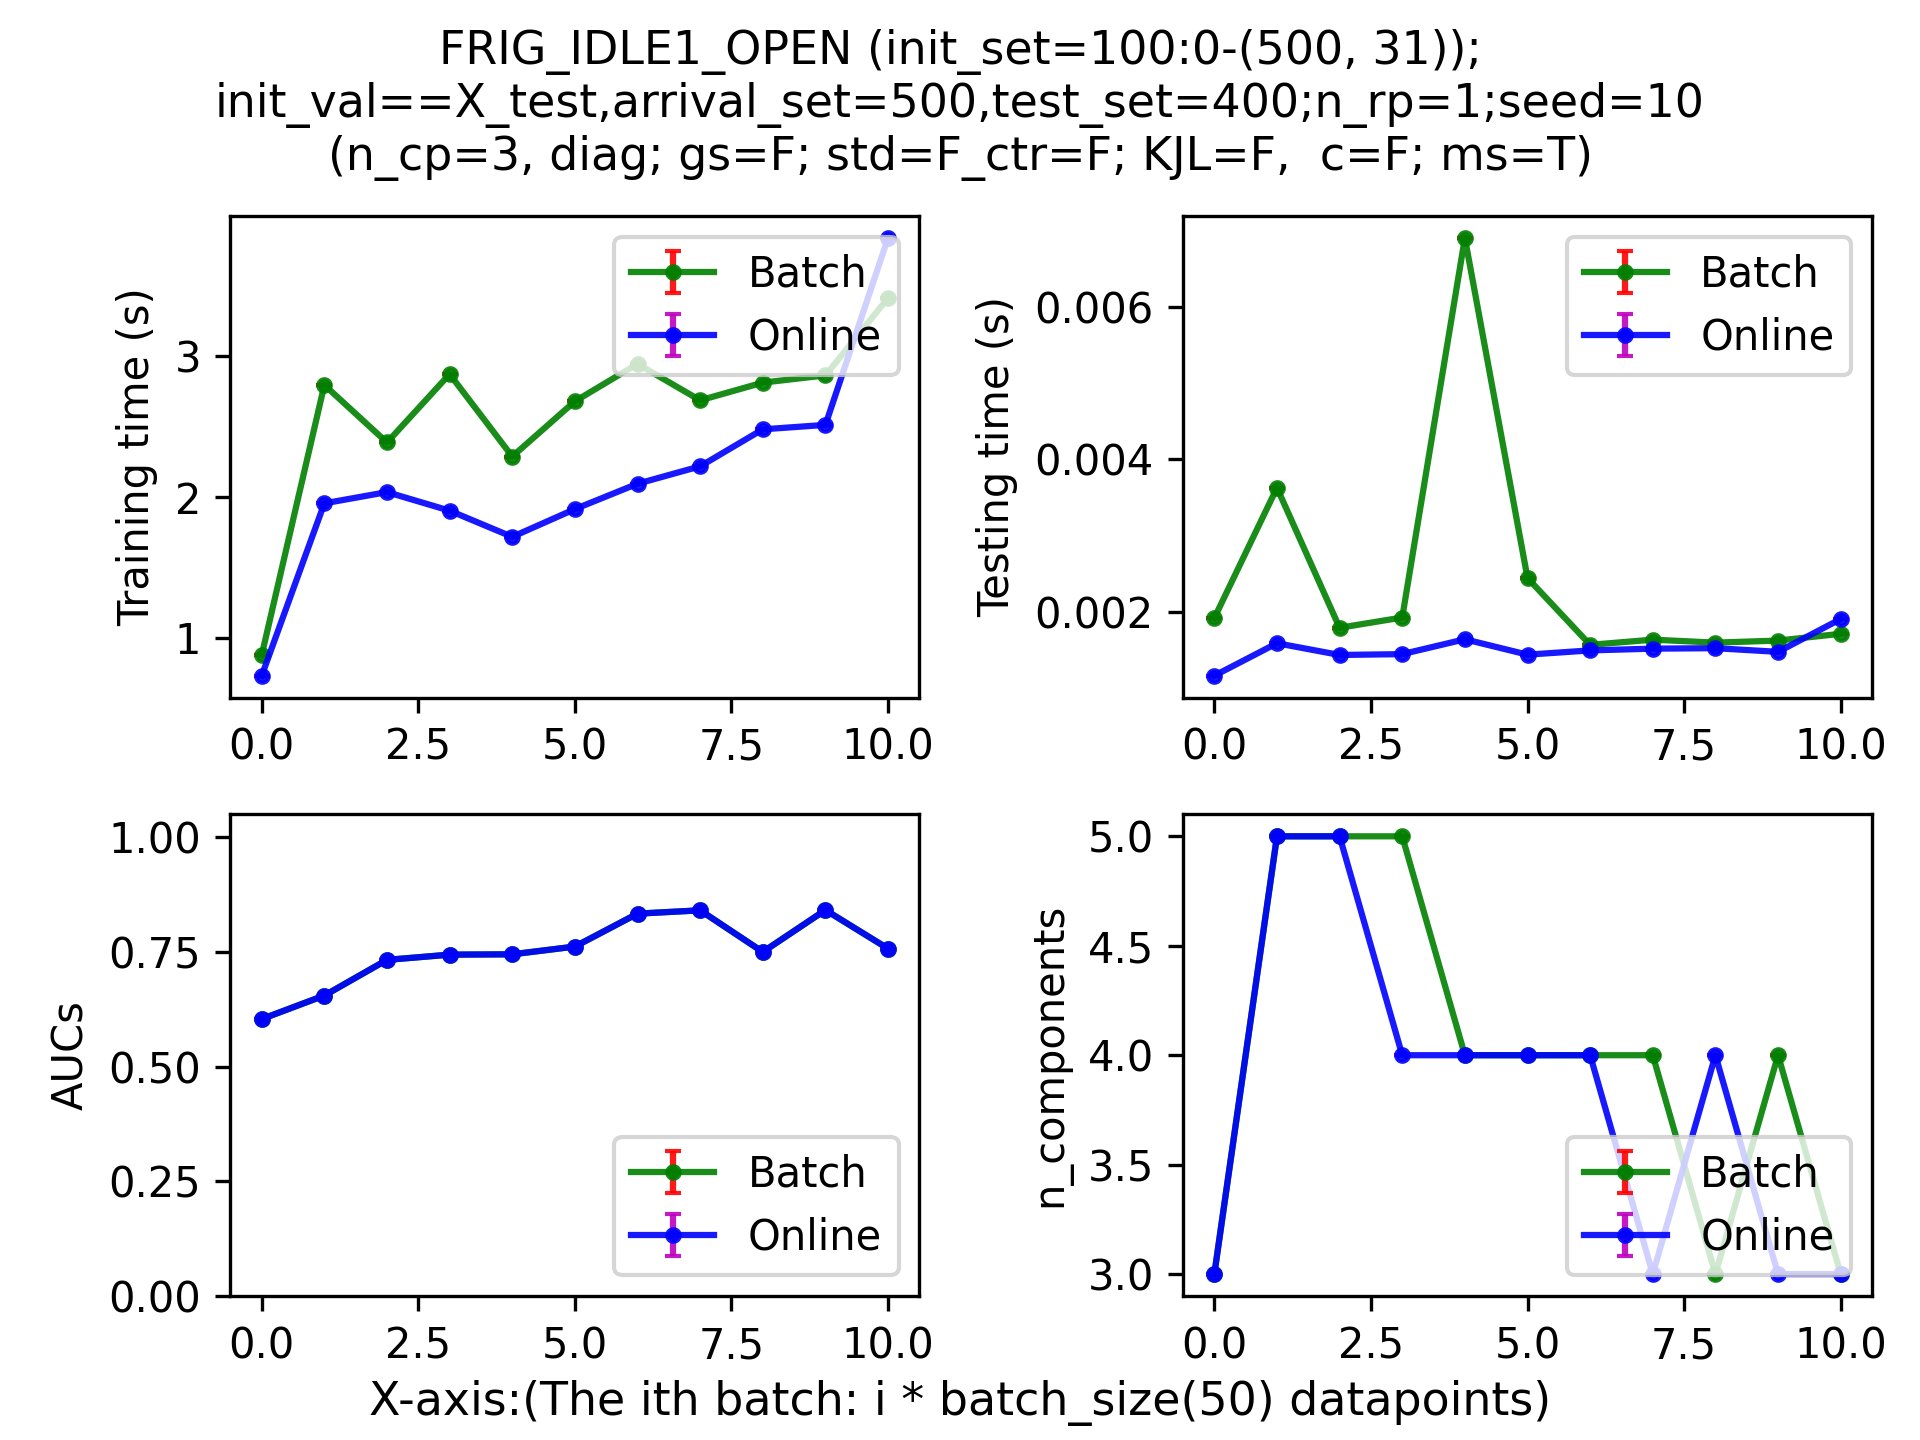 FRIG_IDLE1_OPEN (init_set=100:0-(500, 31));
init_val==X_test,arrival_set=500,test_set=400;n_rp=1;seed=10
(n_cp=3, diag; gs=F; std=F_ctr=F; KJL=F,  c=F; ms=T)
Training time (s)
3
2
1
0.0 2.5 5.0 7.5 10.0
Batch
Online
Testing time (s)
0.006
0.004
0.002
0.0 2.5 5.0 7.5 10.0
Batch
Online
AUCs
1.00
0.75
0.50
0.25
0.00
0.0 2.5 5.0 7.5 10.0
Batch
Online
n_components
5.0
4.5
4.0
3.5
3.0
0.0 2.5 5.0 7.5 10.0
Batch
Online
X-axis:(The ith batch: i * batch_size(50) datapoints)